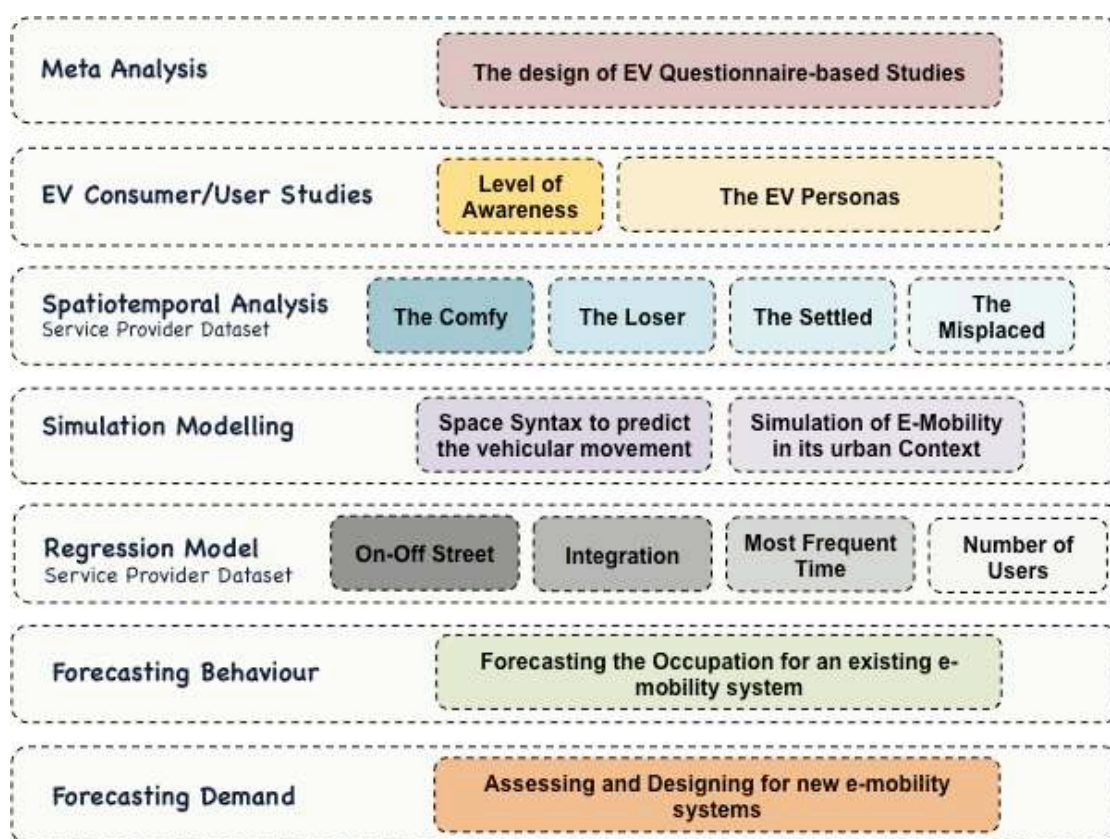 Meta Analysis
The design of EV Questionnaire-based Studies
EV Consumer/User Studies
Level of
Awareness
The EV Personas
Spatiotemporal Analysis
Service Provider Dataset
The Comfy
The Loser
The Settled
The
Misplaced
Simulation Modelling
Space Syntax to predict
the vehicular movement
Simulation of E-Mobility
in its urban Context
Regression Model
Service Provider Dataset
On-Off Street
Integration
Most Frequent
Time
Number of
Users
Forecasting Behaviour
Forecasting the Occupation for an existing e-
mobility system
Forecasting Demand
Assessing and Designing for new e-mobility
systems